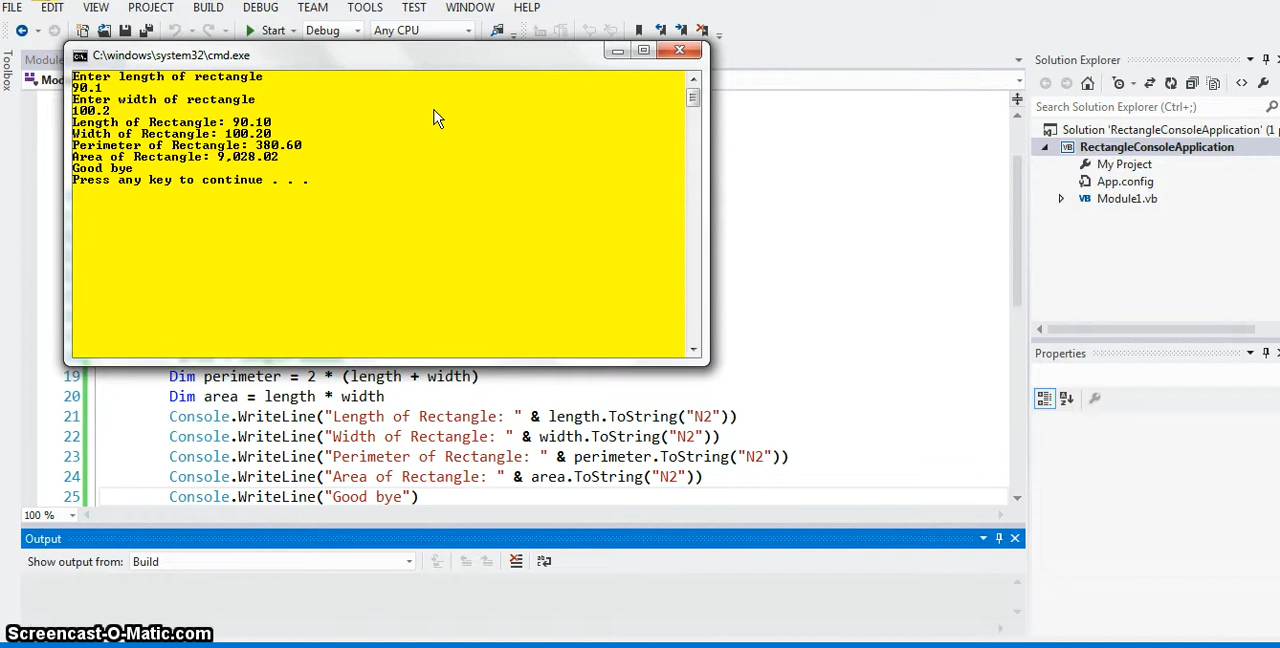 FILE EDIT VIEW PROJECT BUILD DEBUG TEAM TOOLS TEST WINDOW HELP
Start Debug Any CPU
Toolbox
Module
Mod
C:\windows\system32\cmd.exe
Enter length of rectangle
90.1
Enter width of rectangle
100.2
Length of Rectangle: 90.10
Width of Rectangle: 100.20
Perimeter of Rectangle: 380.60
Area of Rectangle: 9,028.02
Good bye
Press any key to continue . . .
19 Dim perimeter = 2 * (length + width)
20 Dim area = length * width
21 Console.WriteLine("Length of Rectangle: " & length.ToString("N2"))
22 Console.WriteLine("Width of Rectangle: " & width.ToString("N2"))
23 Console.WriteLine("Perimeter of Rectangle: " & perimeter.ToString("N2"))
24 Console.WriteLine("Area of Rectangle: " & area.ToString("N2"))
25 Console.WriteLine("Good bye")
100 %
Output
Show output from: Build
Solution Explorer
Search Solution Explorer (Ctrl+;)
Solution 'RectangleConsoleApplication' (1 p
VB RectangleConsoleApplication
My Project
App.config
VB Module1.vb
Properties
Screencast-O-Matic.com